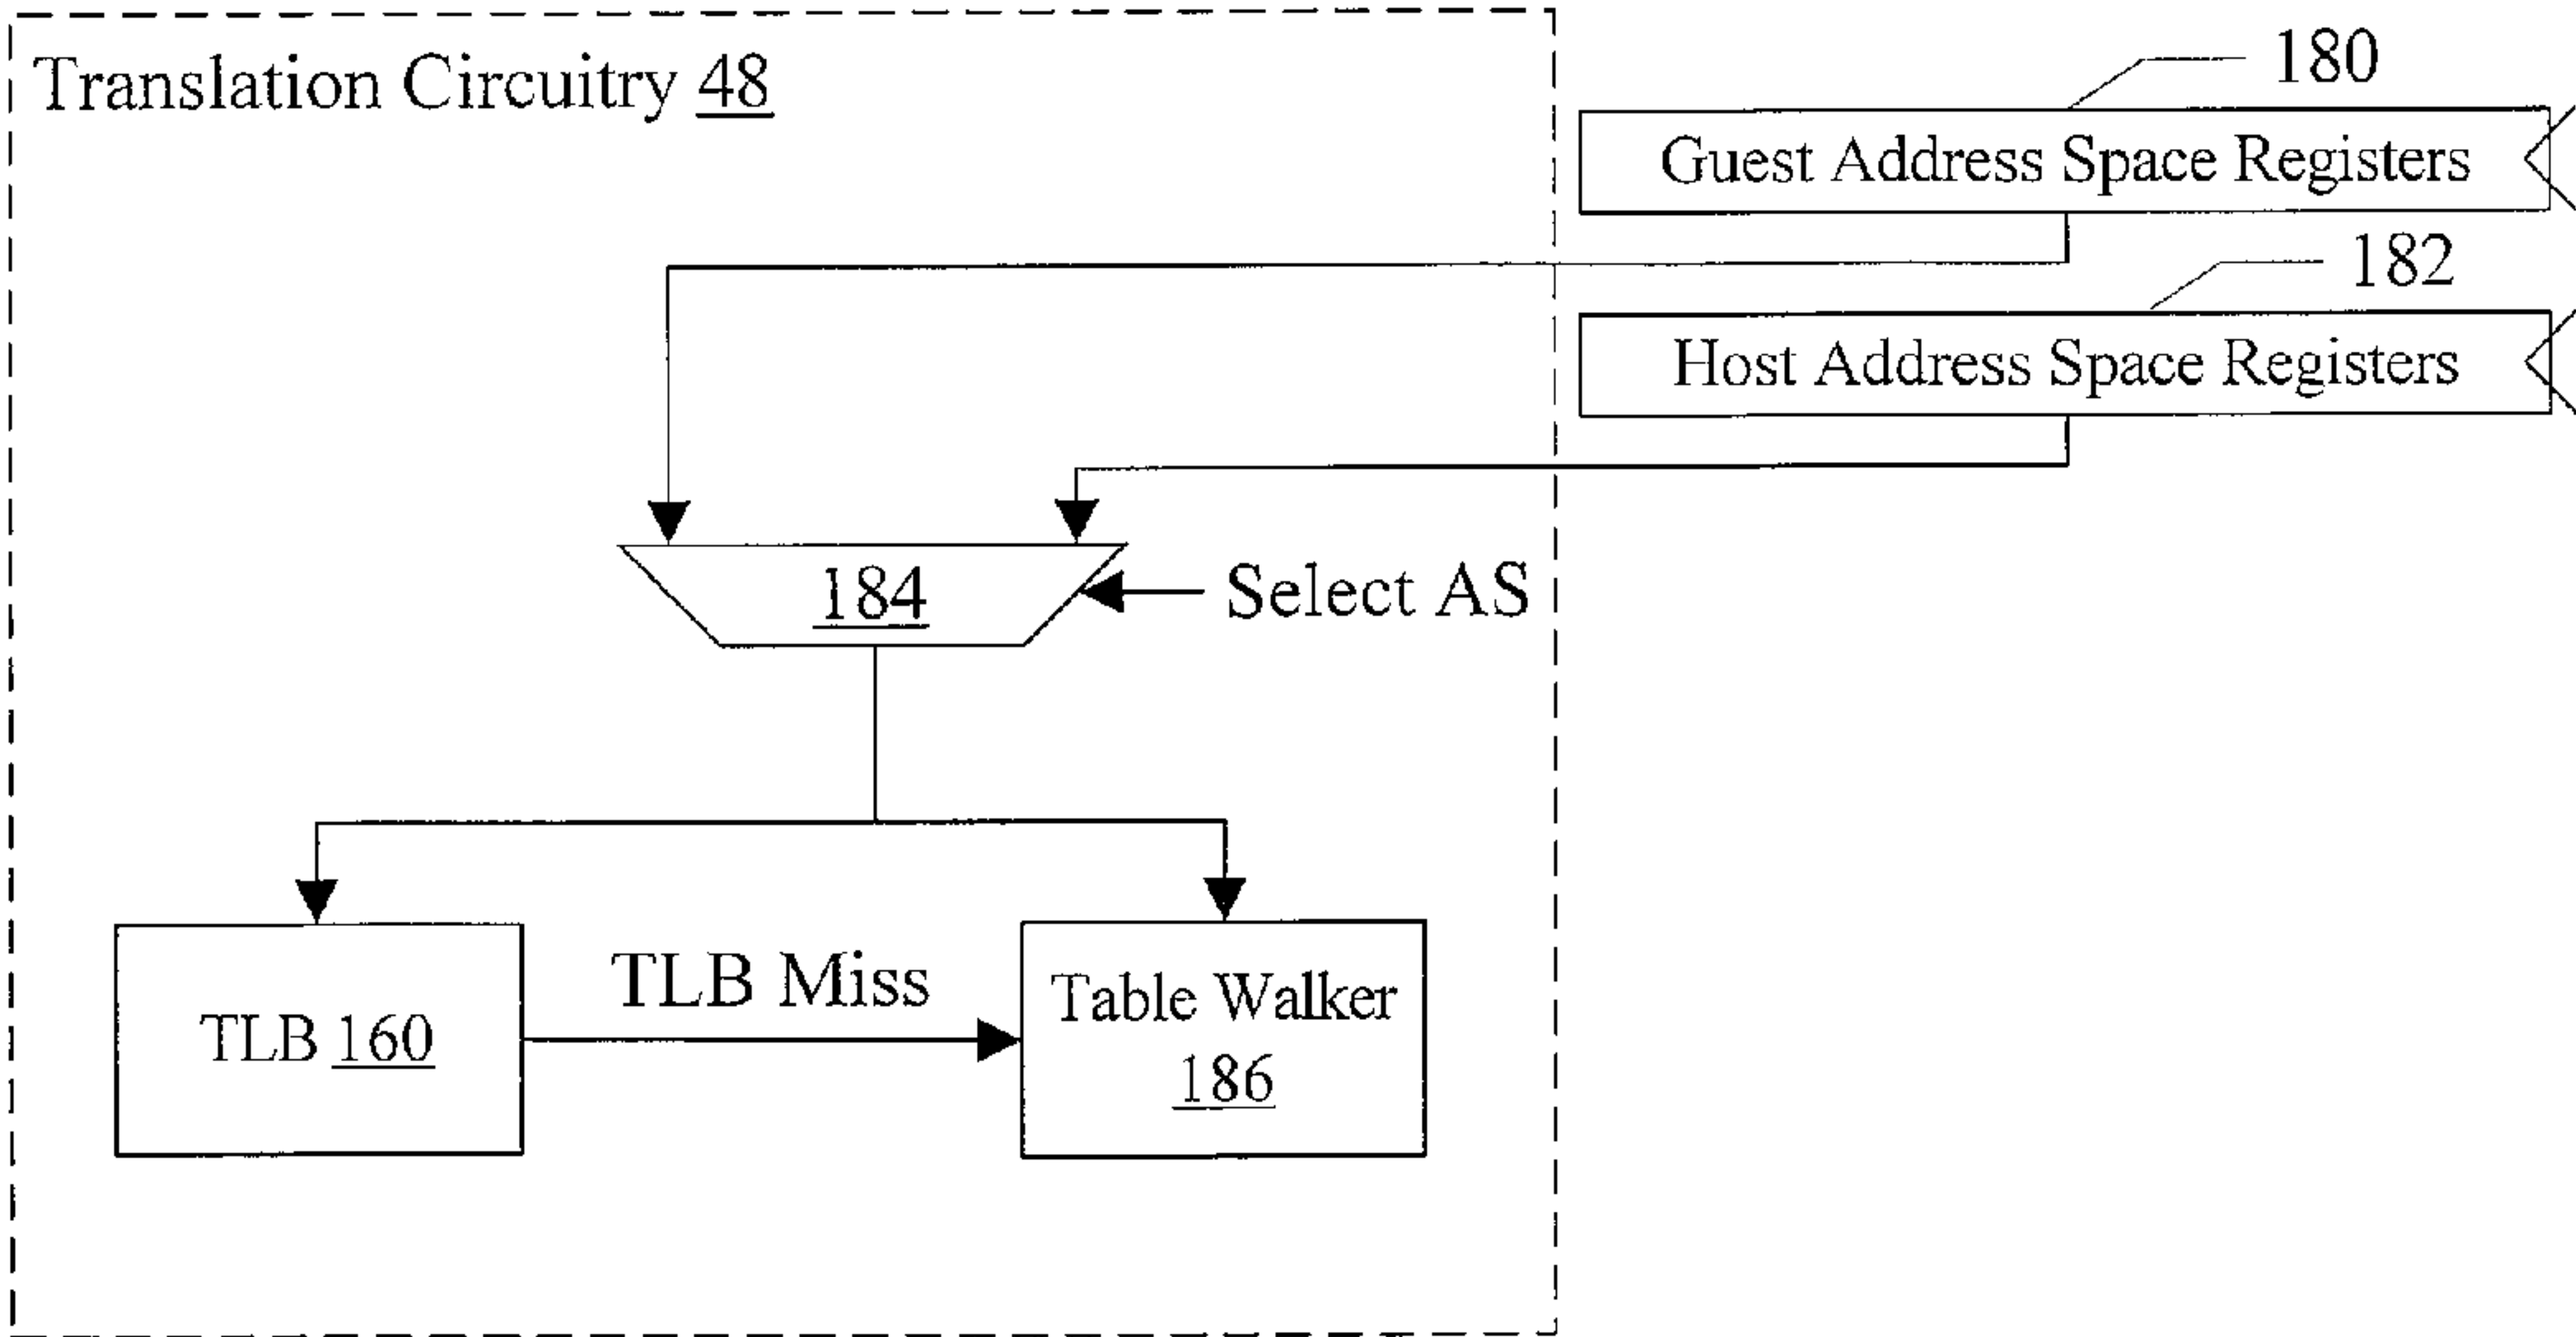 Translation Circuitry 48
180
Guest Address Space Registers
182
Host Address Space Registers
184
Select AS
TLB Miss
TLB 160
Table Walker
186